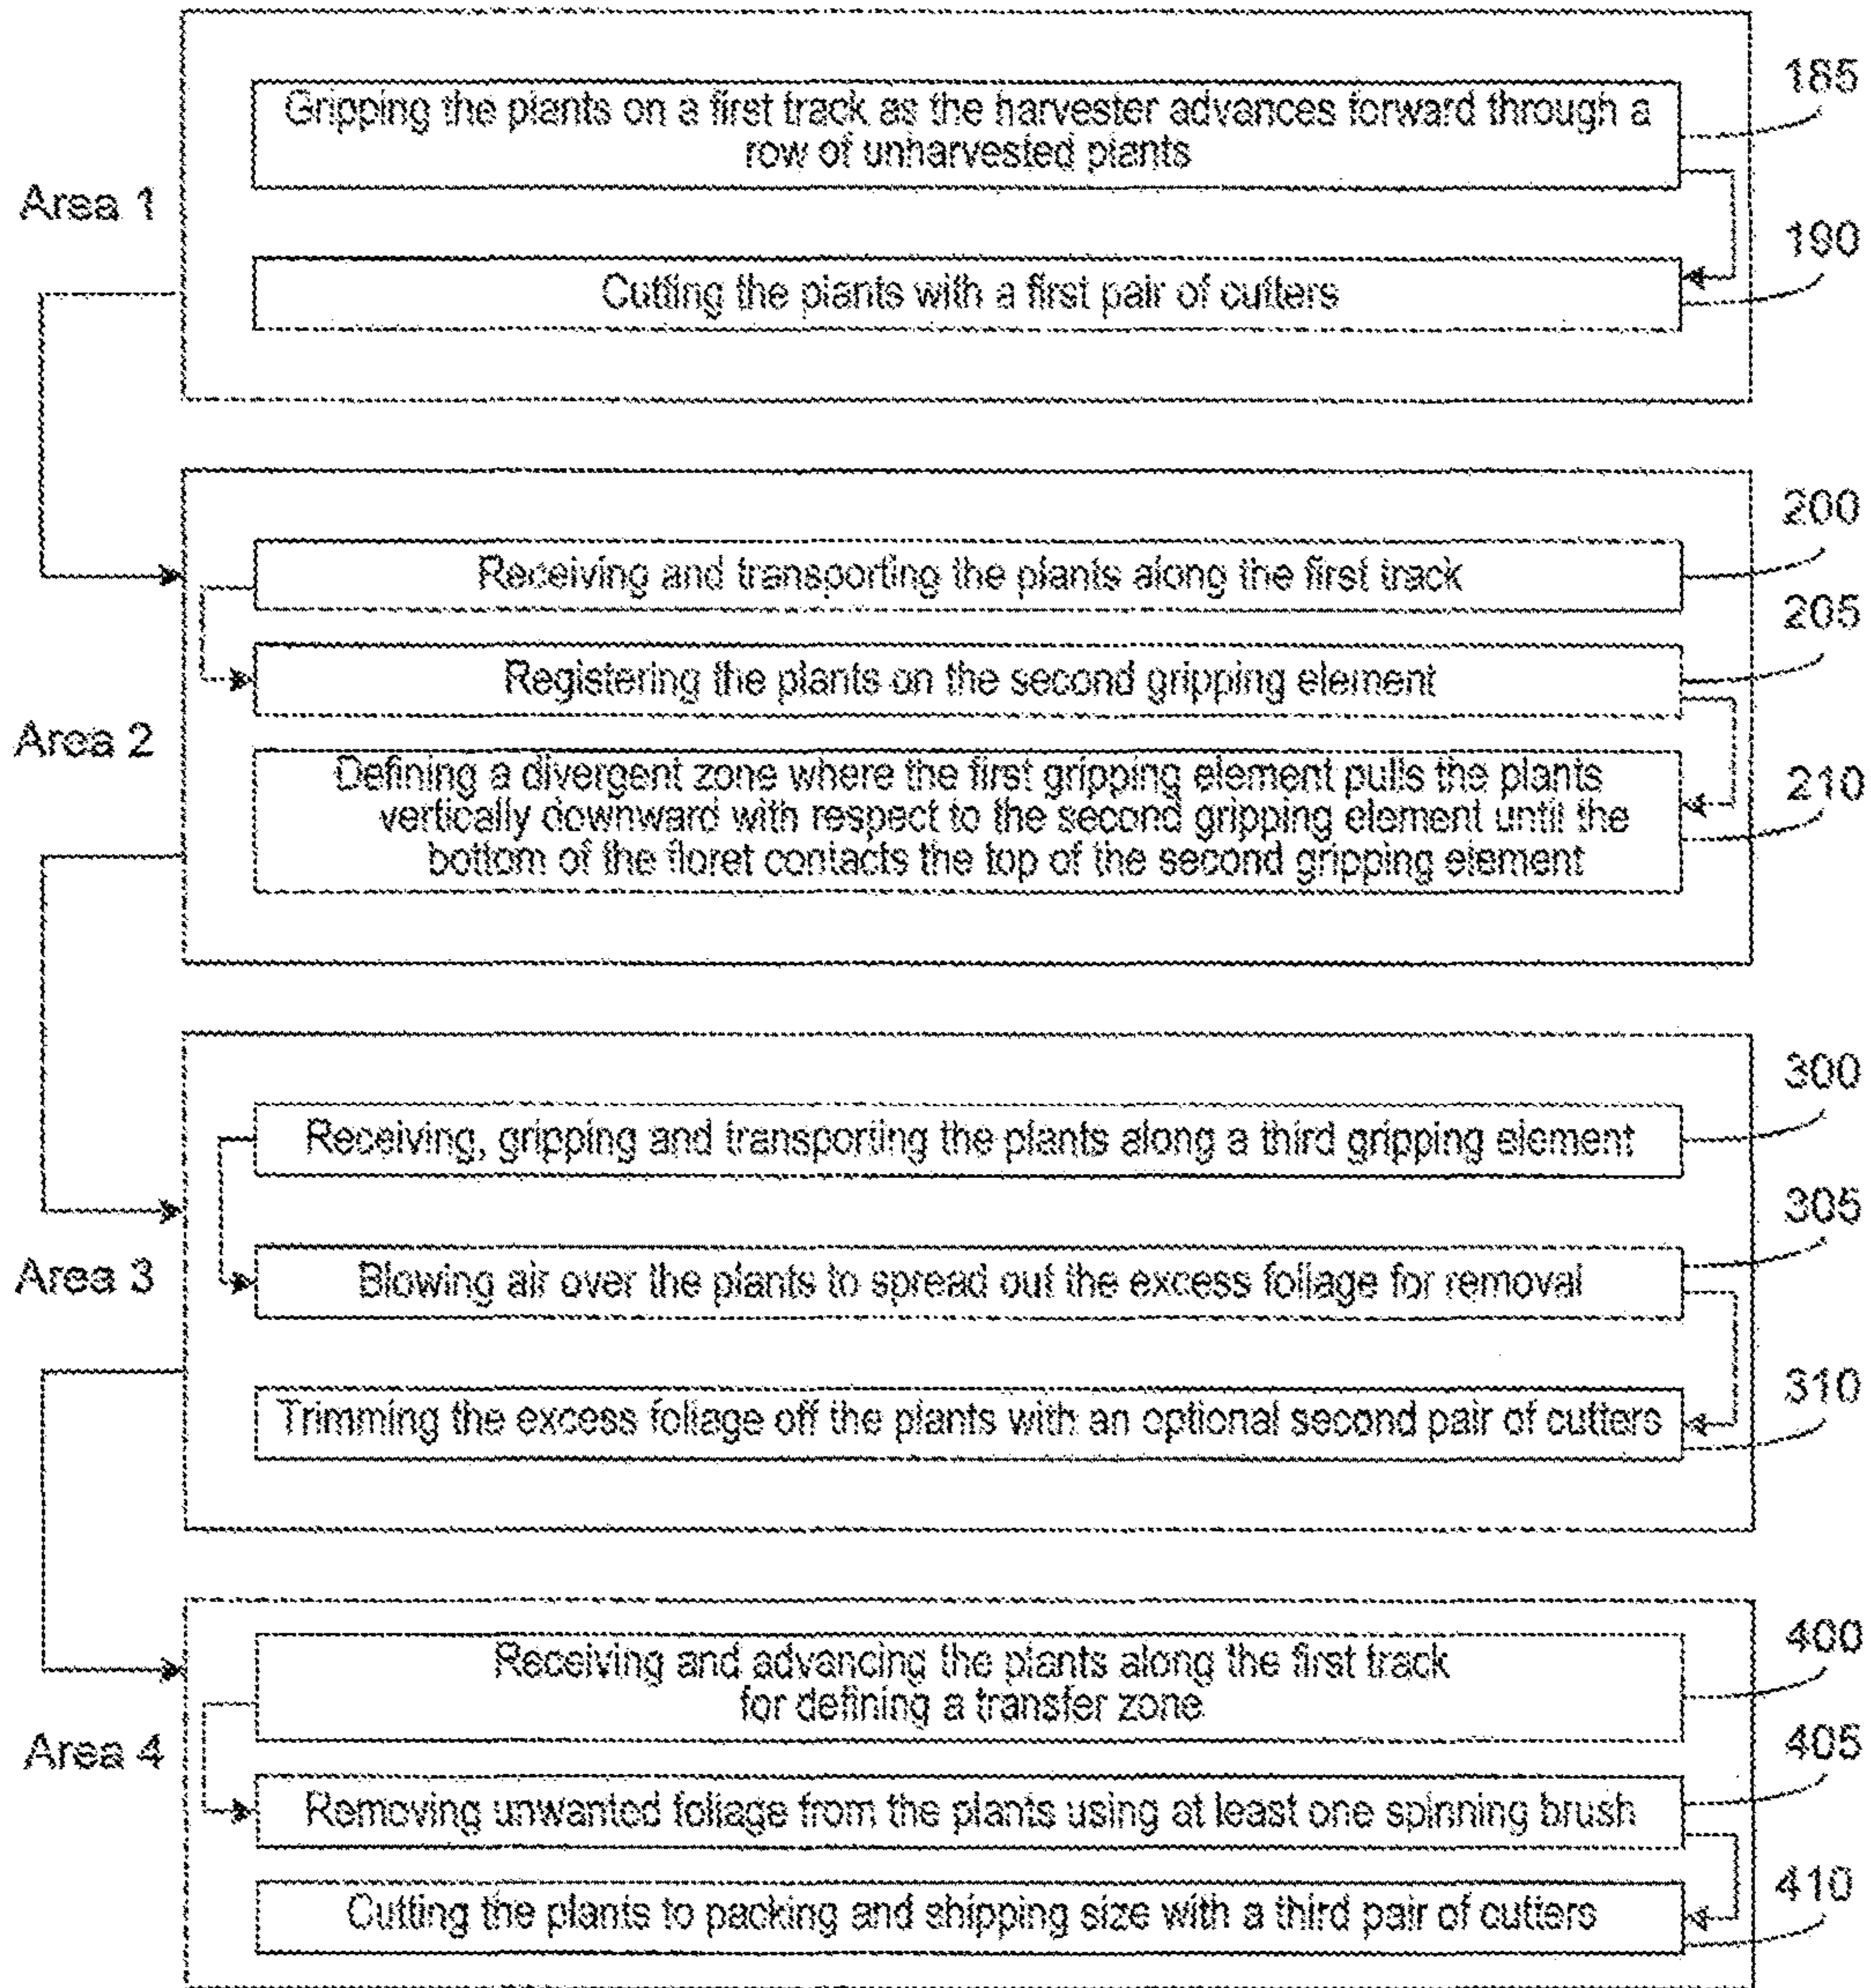 Gripping the plants on a first track as the harvester advances forward through a
row of unharvested plants
185
Area 1
Cutting the plants with a first pair of cutters
190
Receiving and transporting the plants along the first track
200
Registering the plants on the second gripping element
205
Area 2
Defining a divergent zone where the first gripping element pulls the plants
vertically downward with respect to the second gripping element until the
bottom of the floret contacts the top of the second gripping element
210
Receiving, gripping and transporting the plants along a third gripping element
300
Area 3
Blowing air over the plants to spread out the excess foliage for removal
305
Trimming the excess foliage off the plants with an optional second pair of cutters
310
Receiving and advancing the plants along the first track
for defining a transfer zone
400
Area 4
Removing unwanted foliage from the plants using at least one spinning brush
405
Cutting the plants to packing and shipping size with a third pair of cutters
410